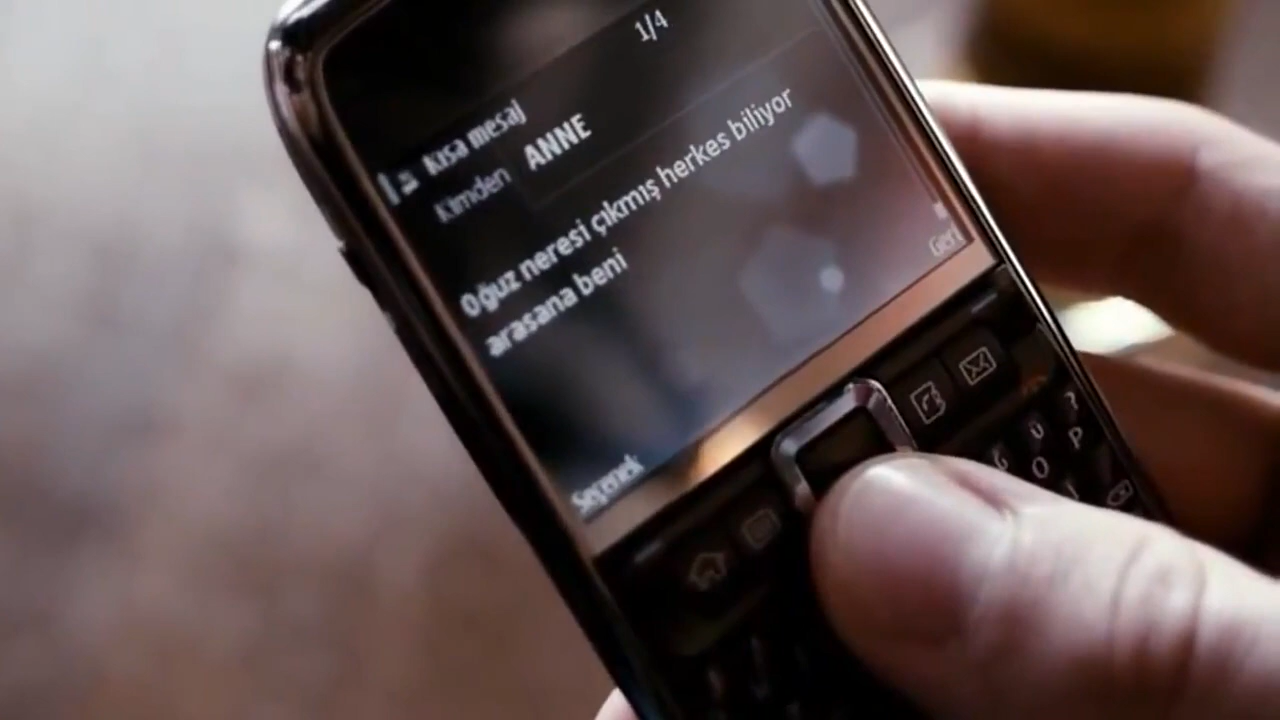 1/4
Kısa mesaj
Kimden ANNE
Oğuz neresi çıkmış herkes biliyor
arasana beni
Seçenek Geri
Ü ?
O P